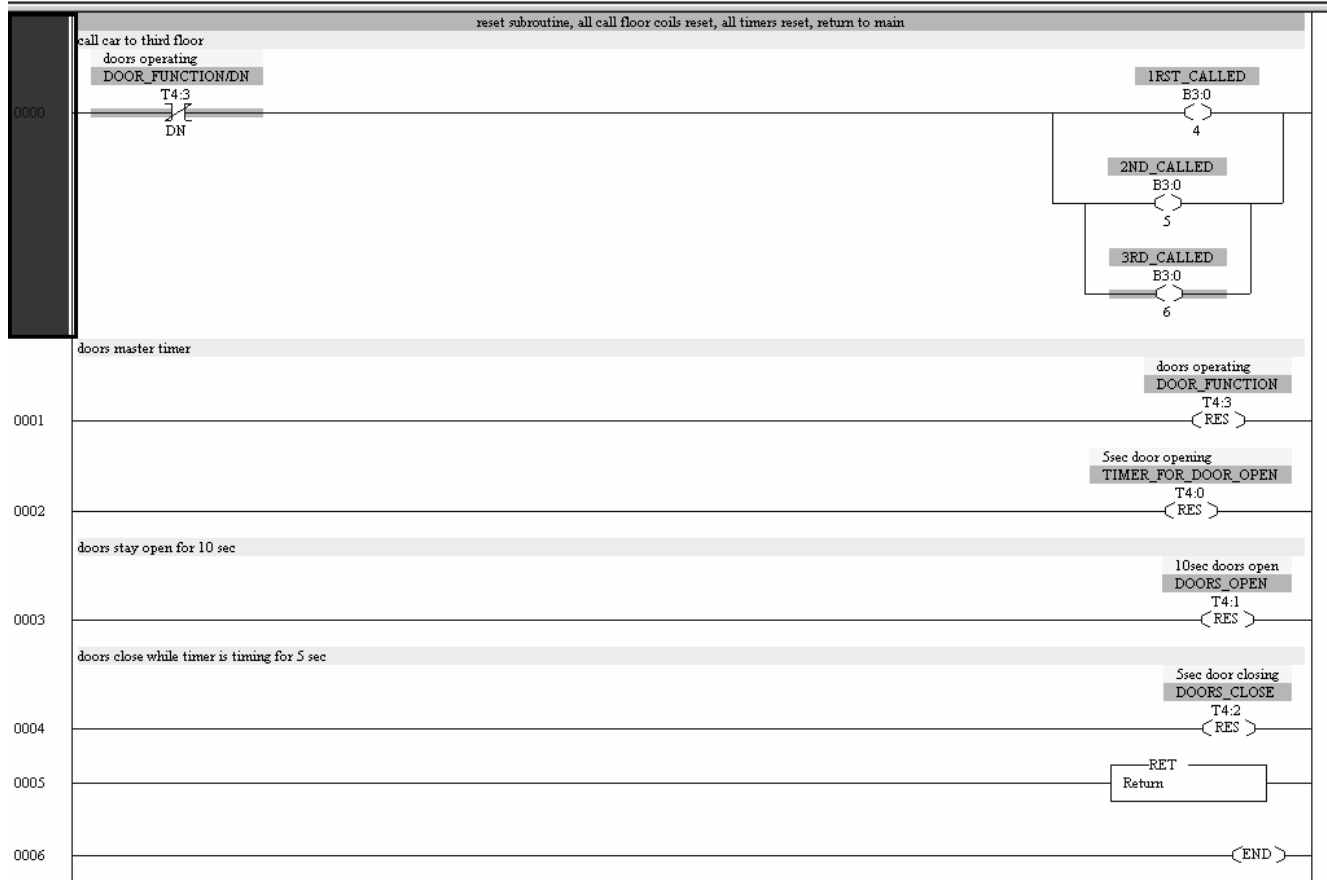 reset subroutine, all call floor coils reset, all timers reset, return to main
call car to third floor
doors operating
DOOR_FUNCTION/DN
T4:3
DN
0000
1RST_CALLED
B3:0
4
2ND_CALLED
B3:0
5
3RD_CALLED
B3:0
6
doors master timer
doors operating
DOOR_FUNCTION
T4:3
0001
RES
5sec door opening
TIMER_FOR_DOOR_OPEN
T4:0
0002
RES
doors stay open for 10 sec
10sec doors open
DOORS_OPEN
T4:1
0003
RES
doors close while timer is timing for 5 sec
5sec door closing
DOORS_CLOSE
T4:2
0004
RES
RET
0005
Return
0006
END